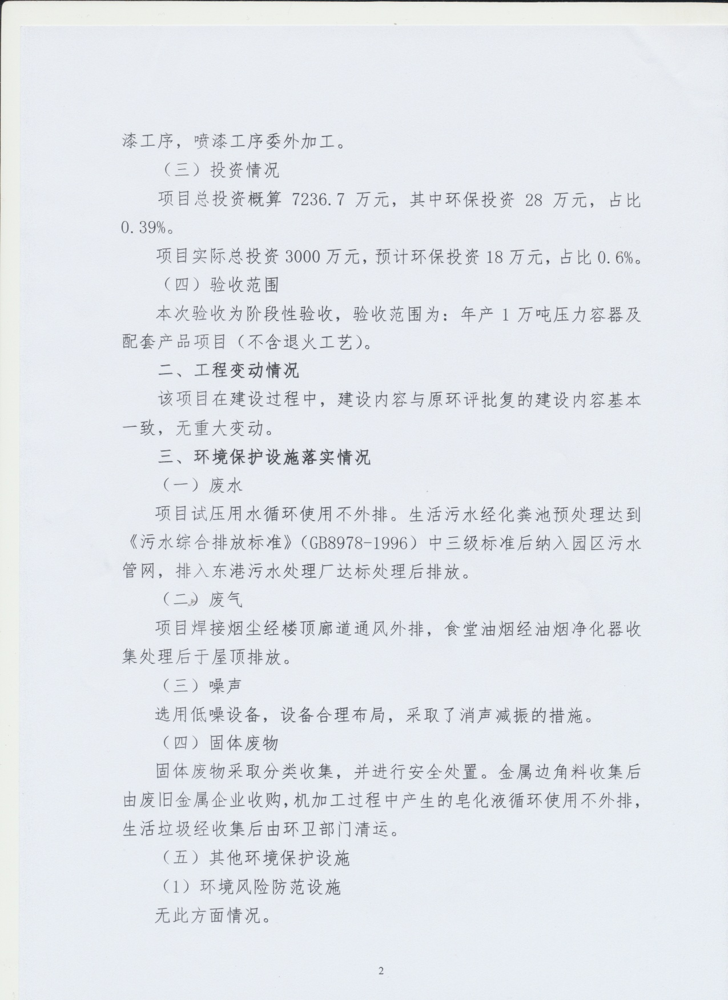 漆工序，喷漆工序委外加工。
（三）投资情况
项目总投资概算 7236.7 万元，其中环保投资 28 万元，占比
0.39%。
项目实际总投资 3000 万元，预计环保投资 18 万元，占比 0.6%。
（四）验收范围
本次验收为阶段性验收，验收范围为：年产 1 万吨压力容器及
配套产品项目（不含退火工艺）。
二、工程变动情况
该项目在建设过程中，建设内容与原环评批复的建设内容基本
一致，无重大变动。
三、环境保护设施落实情况
（一）废水
项目试压用水循环使用不外排。生活污水经化粪池预处理达到
《污水综合排放标准》（GB8978-1996）中三级标准后纳入园区污水
管网，排入东港污水处理厂达标处理后排放。
（二）废气
项目焊接烟尘经楼顶廊道通风外排，食堂油烟经油烟净化器收
集处理后于屋顶排放。
（三）噪声
选用低噪设备，设备合理布局，采取了消声减振的措施。
（四）固体废物
固体废物采取分类收集，并进行安全处置。金属边角料收集后
由废旧金属企业收购，机加工过程中产生的皂化液循环使用不外排，
生活垃圾经收集后由环卫部门清运。
（五）其他环境保护设施
（1）环境风险防范设施
无此方面情况。
2